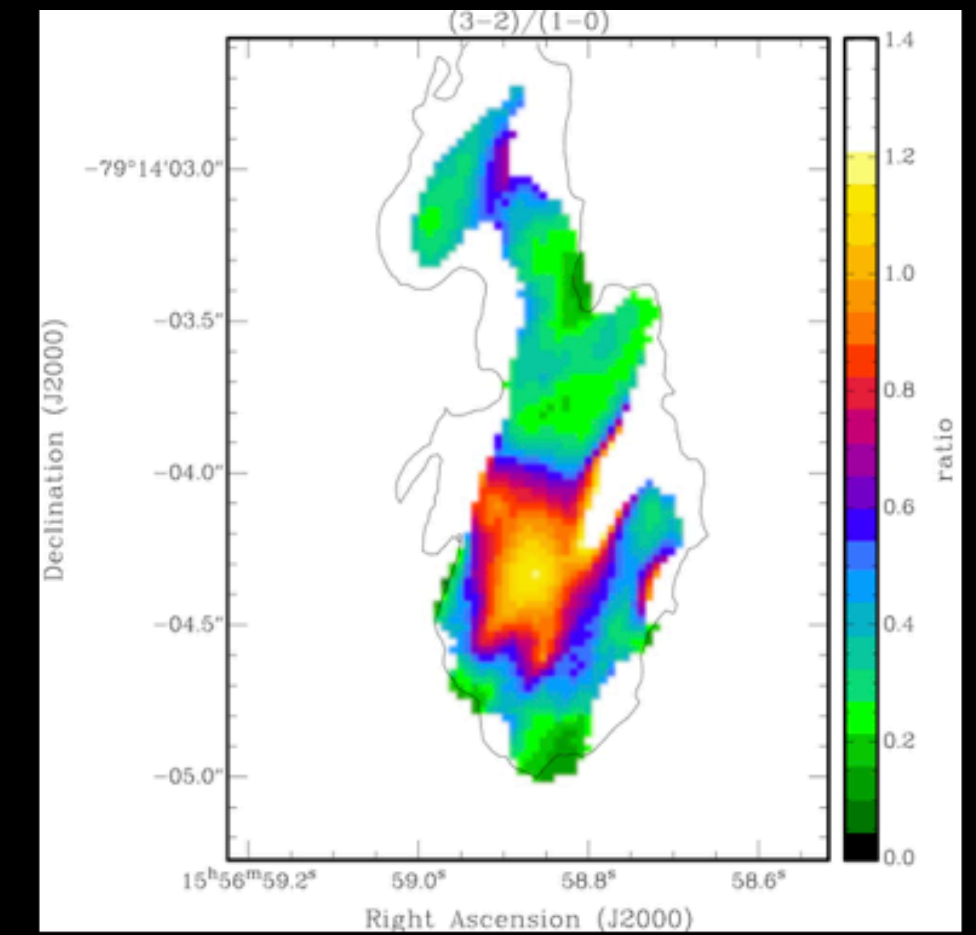 (3−2)/(1−0)
1.4
1.2
1.0
0.8
0.6
0.4
0.2
0.0
ratio
Declination (J2000)
−79°14′03.0″
−03.5″
−04.0″
−04.5″
−05.0″
15ʰ56ᵐ59.2ˢ
59.0ˢ
58.8ˢ
58.6ˢ
Right Ascension (J2000)